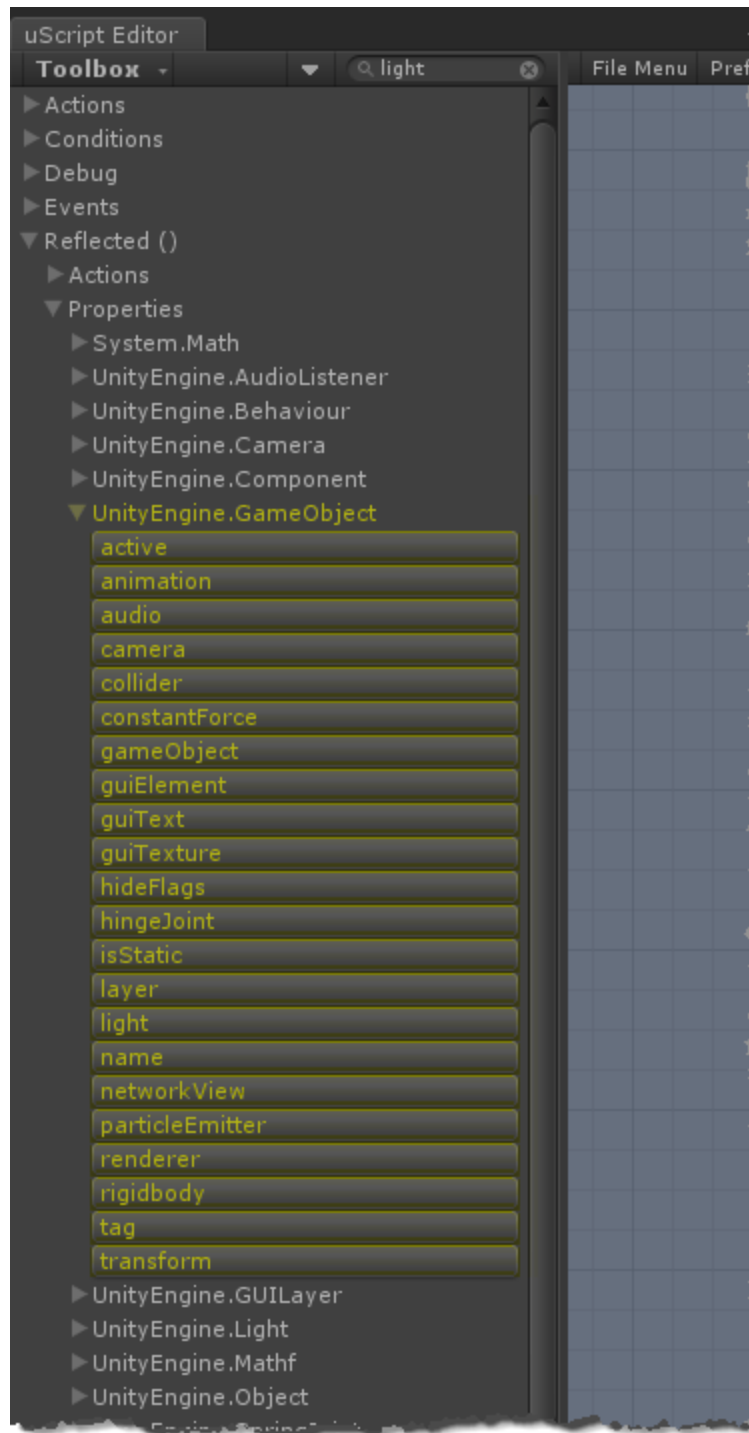 uScript Editor
Toolbox light File Menu Pref
Actions
Conditions
Debug
Events
Reflected ()
Actions
Properties
System.Math
UnityEngine.AudioListener
UnityEngine.Behaviour
UnityEngine.Camera
UnityEngine.Component
UnityEngine.GameObject
active
animation
audio
camera
collider
constantForce
gameObject
guiElement
guiText
guiTexture
hideFlags
hingeJoint
isStatic
layer
light
name
networkView
particleEmitter
renderer
rigidbody
tag
transform
UnityEngine.GUILayer
UnityEngine.Light
UnityEngine.Mathf
UnityEngine.Object